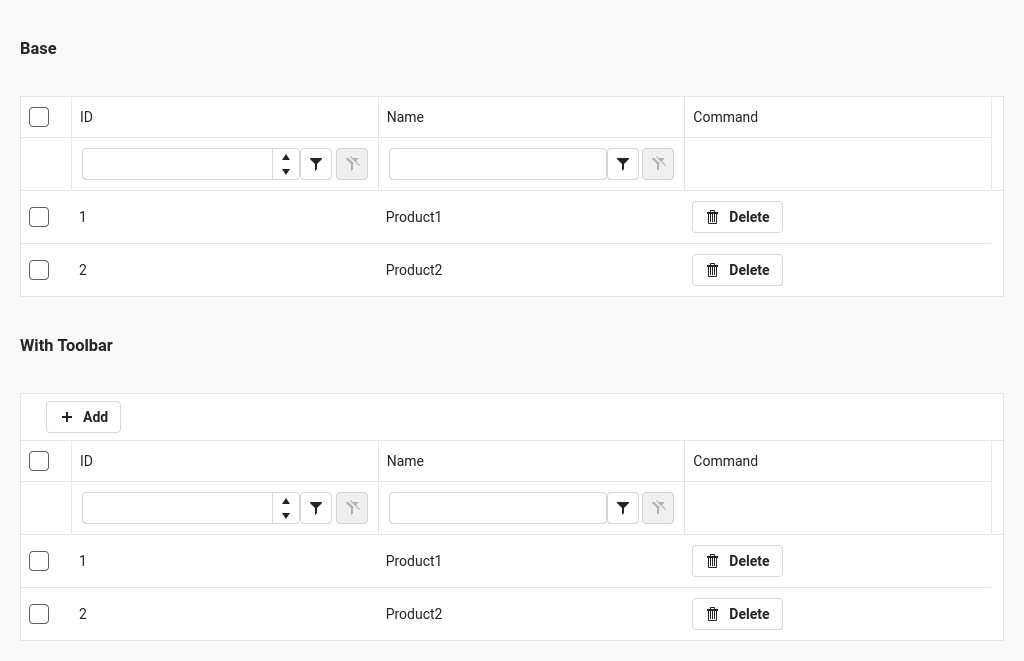 Base
ID Name Command
1 Product1 Delete
2 Product2 Delete
With Toolbar
Add
ID Name Command
1 Product1 Delete
2 Product2 Delete